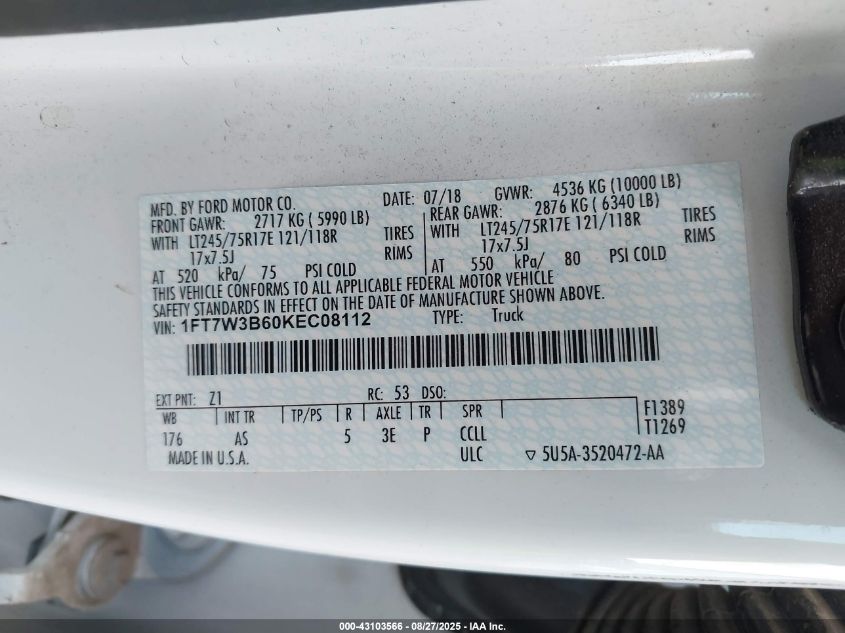 MFD. BY FORD MOTOR CO. DATE: 07/18 GVWR: 4536 KG (10000 LB)
FRONT GAWR: 2717 KG ( 5990 LB) REAR GAWR: 2876 KG ( 6340 LB)
WITH LT245/75R17E 121/118R TIRES WITH LT245/75R17E 121/118R TIRES
17x7.5J RIMS 17x7.5J RIMS
AT 520 kPa/ 75 PSI COLD AT 550 kPa/ 80 PSI COLD
THIS VEHICLE CONFORMS TO ALL APPLICABLE FEDERAL MOTOR VEHICLE
SAFETY STANDARDS IN EFFECT ON THE DATE OF MANUFACTURE SHOWN ABOVE.
VIN: 1FT7W3B60KEC08112 TYPE: Truck
EXT PNT: Z1 RC: 53 DSO:
WB INT TR TP/PS R AXLE TR SPR F1389
176 AS 5 3E P CCLL T1269
MADE IN U.S.A. ULC ▽ 5U5A-3520472-AA
000-43103566 - 08/27/2025 - IAA Inc.